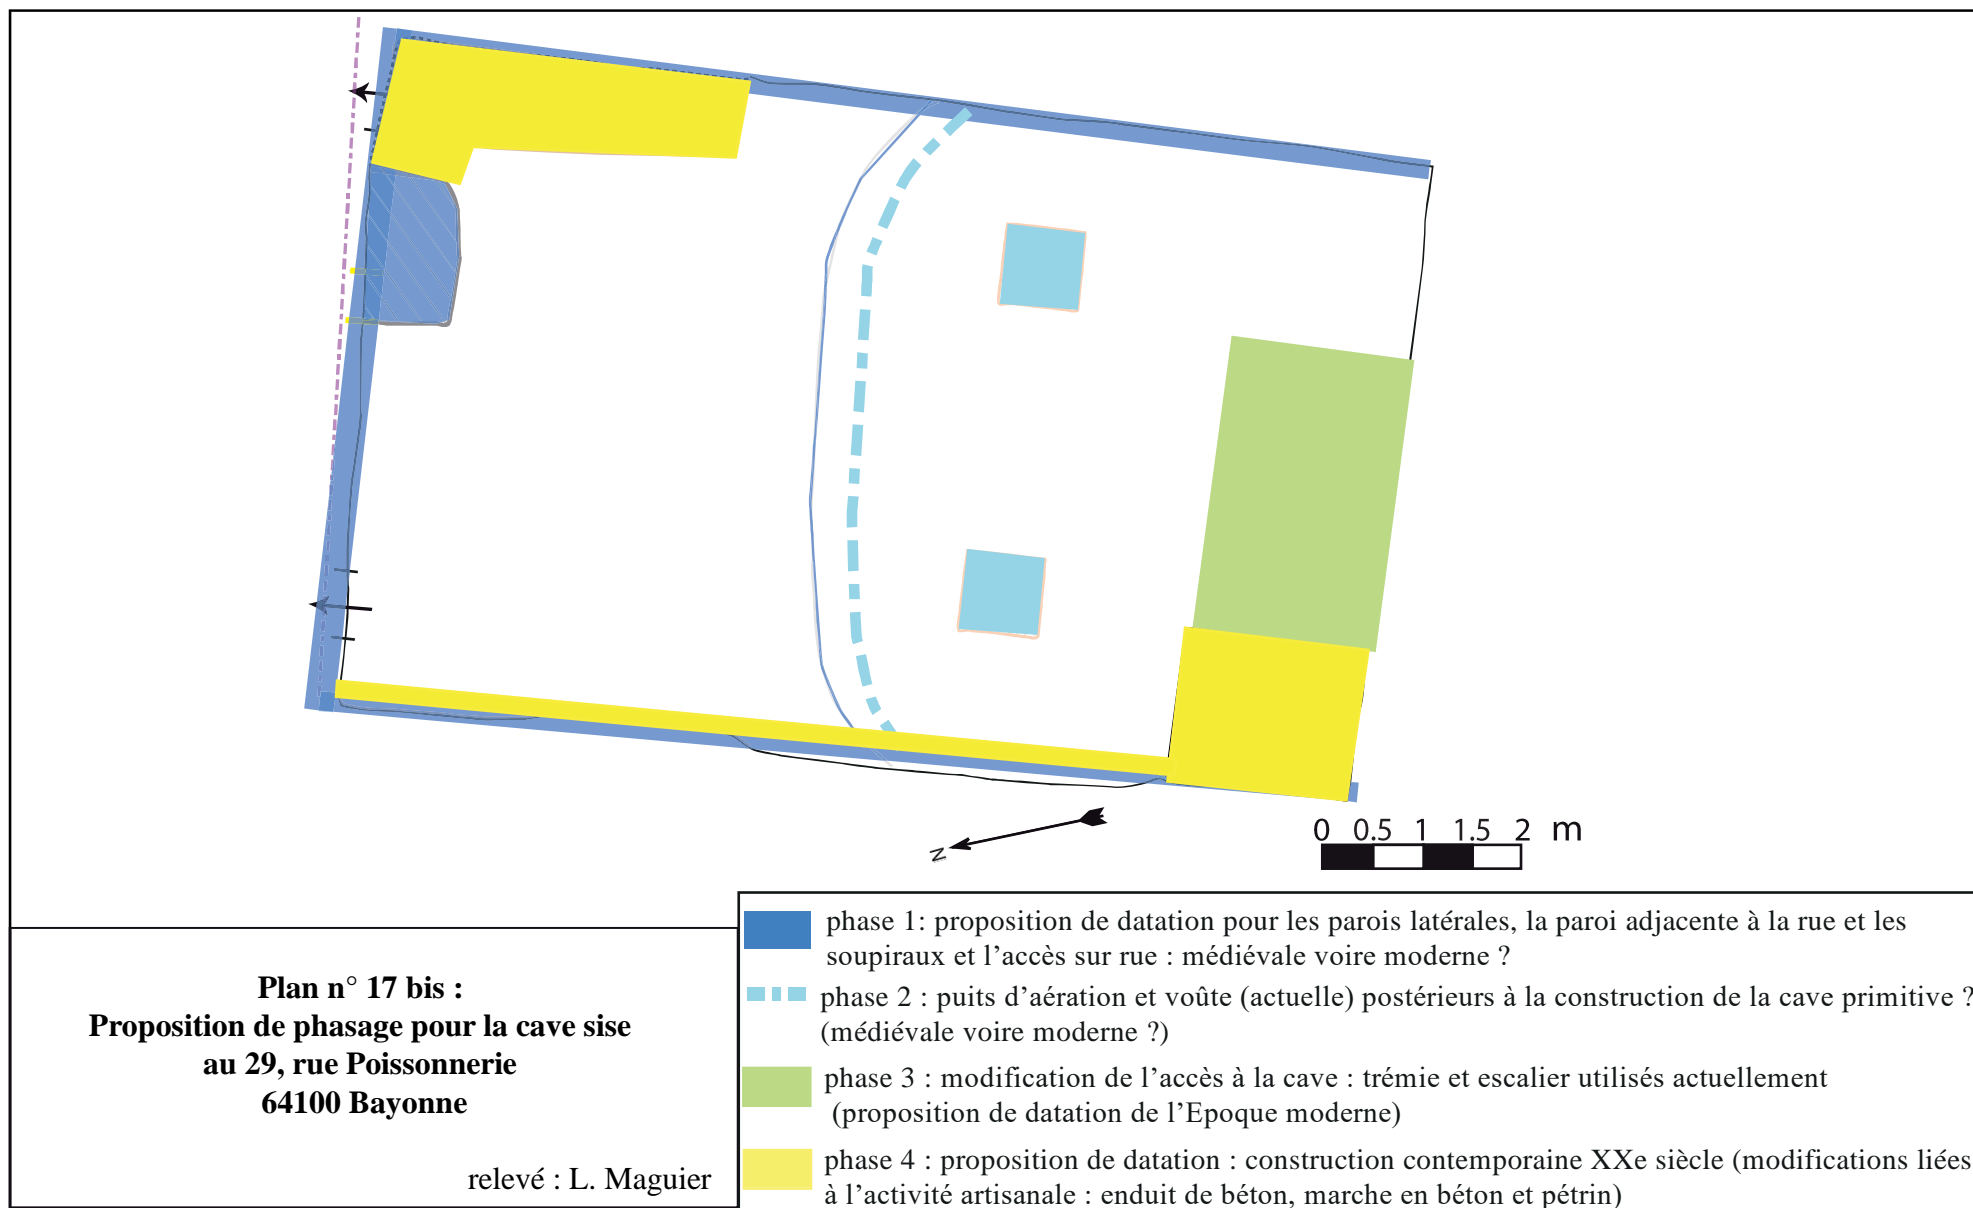 N
0 0.5 1 1.5 2 m
Plan n° 17 bis :
Proposition de phasage pour la cave sise
au 29, rue Poissonnerie
64100 Bayonne
relevé : L. Maguier
phase 1: proposition de datation pour les parois latérales, la paroi adjacente à la rue et les
soupiraux et l’accès sur rue : médiévale voire moderne ?
phase 2 : puits d’aération et voûte (actuelle) postérieurs à la construction de la cave primitive ?
(médiévale voire moderne ?)
phase 3 : modification de l’accès à la cave : trémie et escalier utilisés actuellement
(proposition de datation de l’Epoque moderne)
phase 4 : proposition de datation : construction contemporaine XXe siècle (modifications liées
à l’activité artisanale : enduit de béton, marche en béton et pétrin)